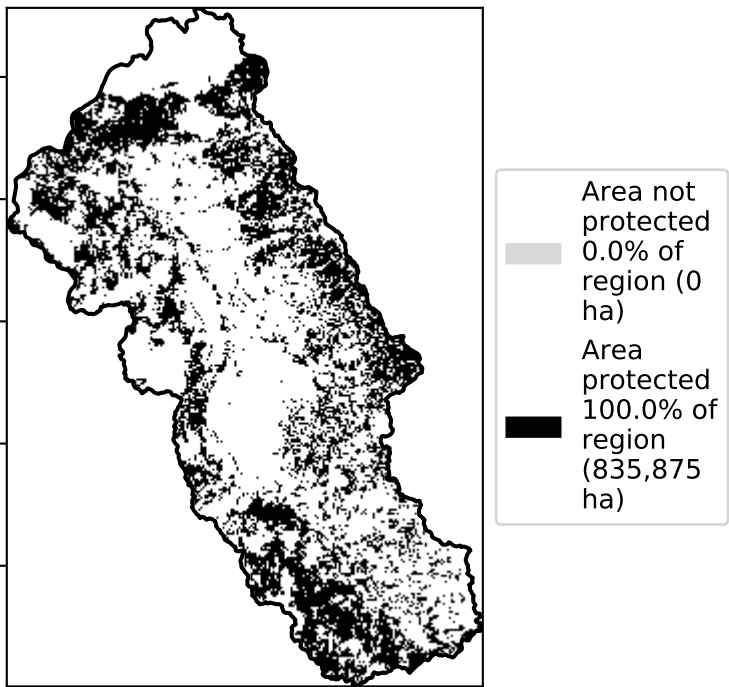 Area not
protected
0.0% of
region (0
ha)
Area
protected
100.0% of
region
(835,875
ha)